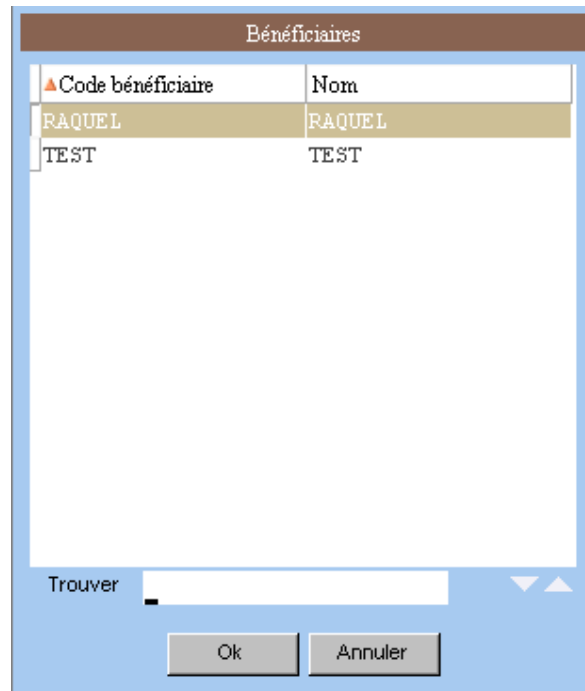 Bénéficiaires
Code bénéficiaire Nom
RAQUEL RAQUEL
TEST TEST
Trouver
Ok Annuler